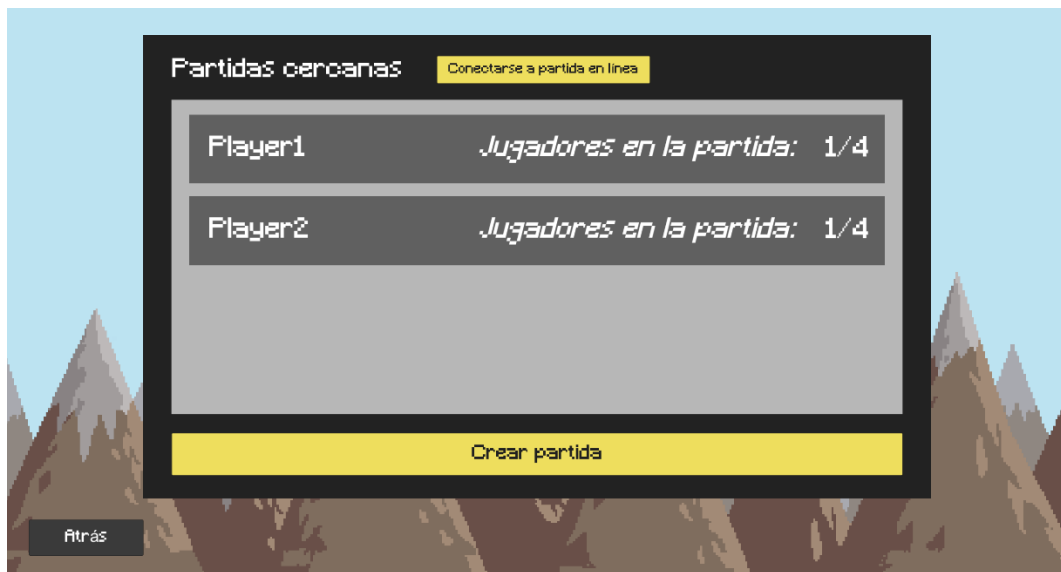 Partidas cercanas
Conectarse a partida en línea
Player1 Jugadores en la partida: 1/4
Player2 Jugadores en la partida: 1/4
Crear partida
Atrás